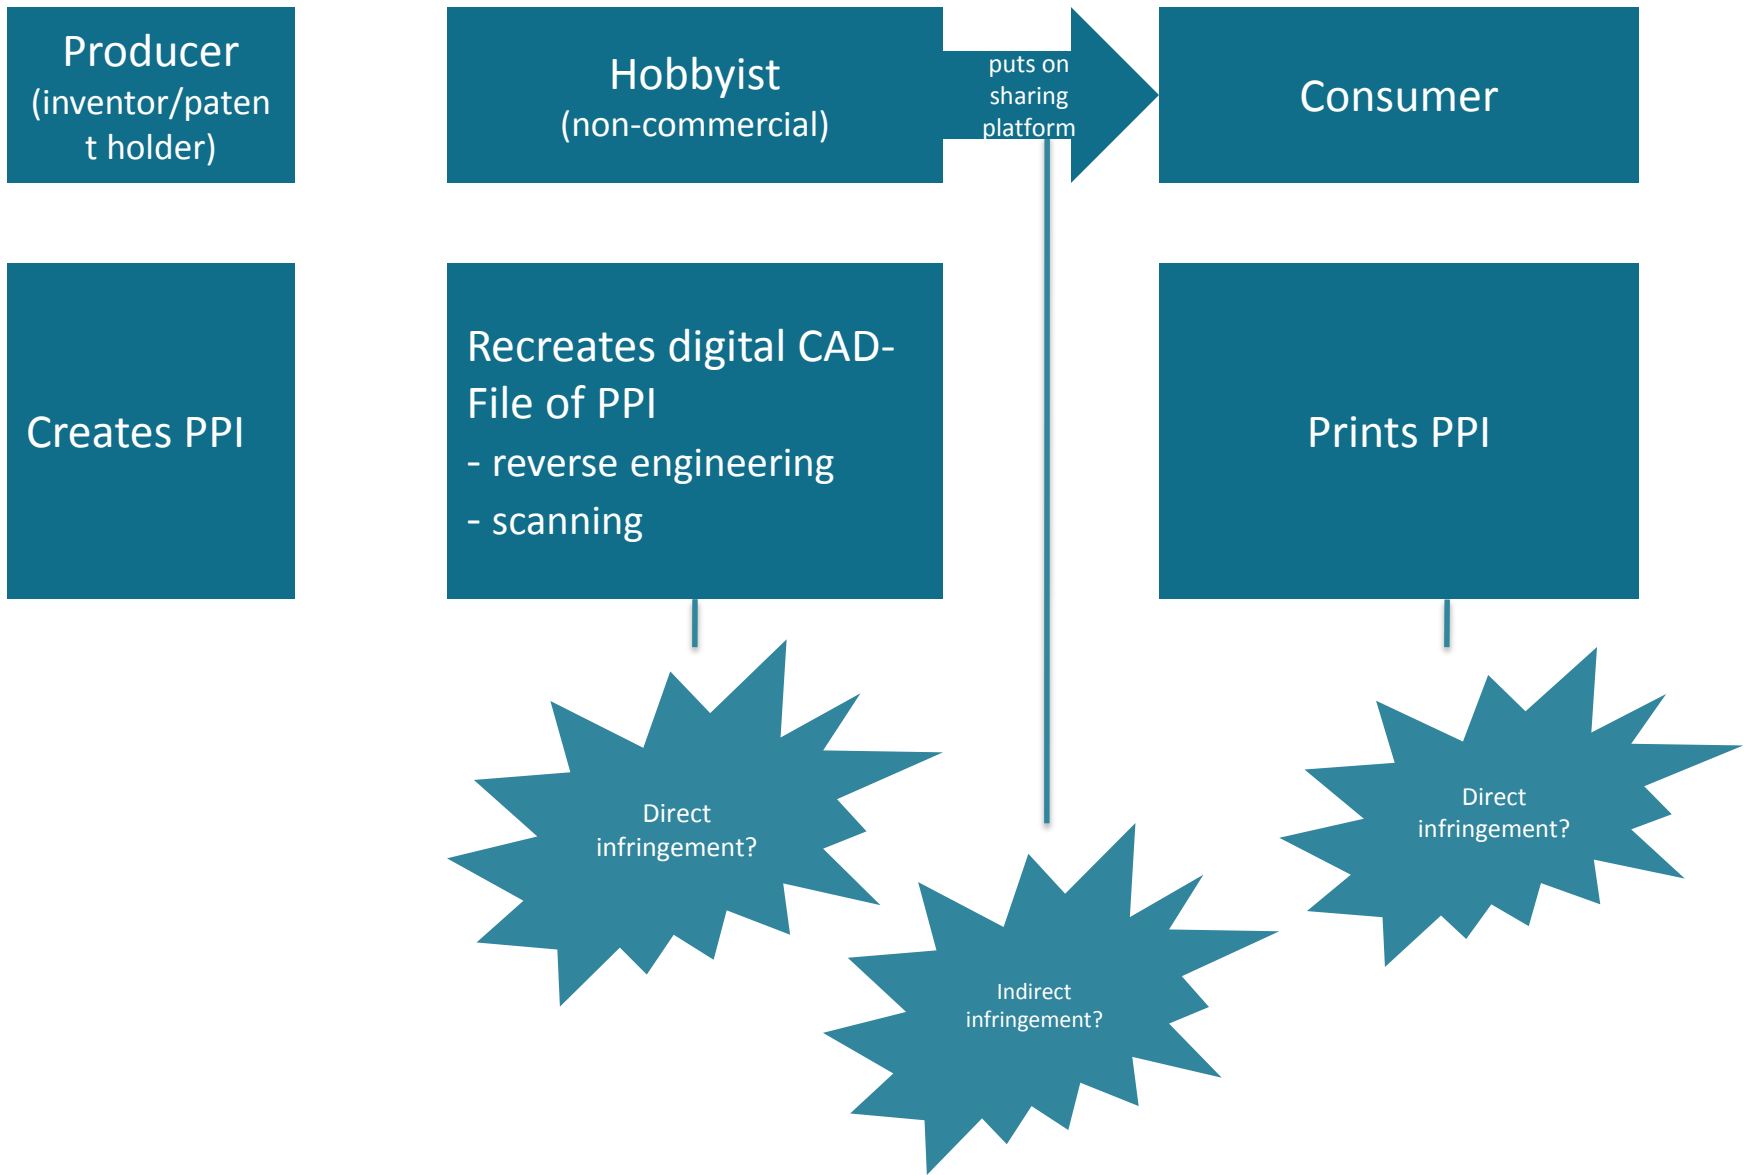 Producer
(inventor/paten
t holder)
Hobbyist
(non-commercial)
puts on
sharing
platform
Consumer
Creates PPI
Recreates digital CAD-
File of PPI
- reverse engineering
- scanning
Prints PPI
Direct
infringement?
Indirect
infringement?
Direct
infringement?